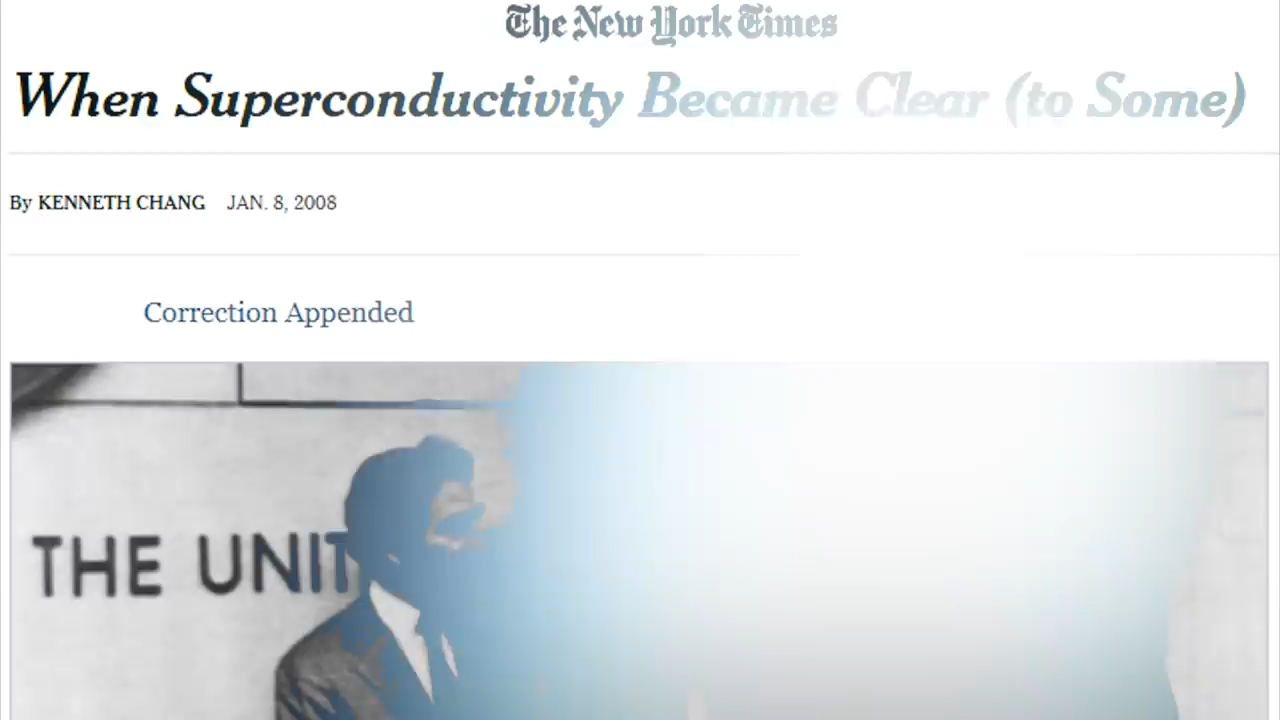 The New York Times
When Superconductivity Became Clear (to Some)
By KENNETH CHANG JAN. 8, 2008
Correction Appended
THE UNIT